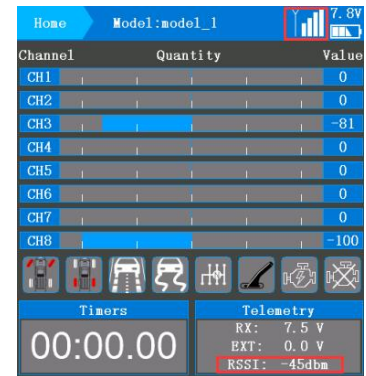 Home Model:model_1 7.8V
Channel Quantity Value
CH1 0
CH2 0
CH3 -81
CH4 0
CH5 0
CH6 0
CH7 0
CH8 -100
Timers Telemetry
00:00.00
RX: 7.5 V
EXT: 0.0 V
RSSI: -45dbm